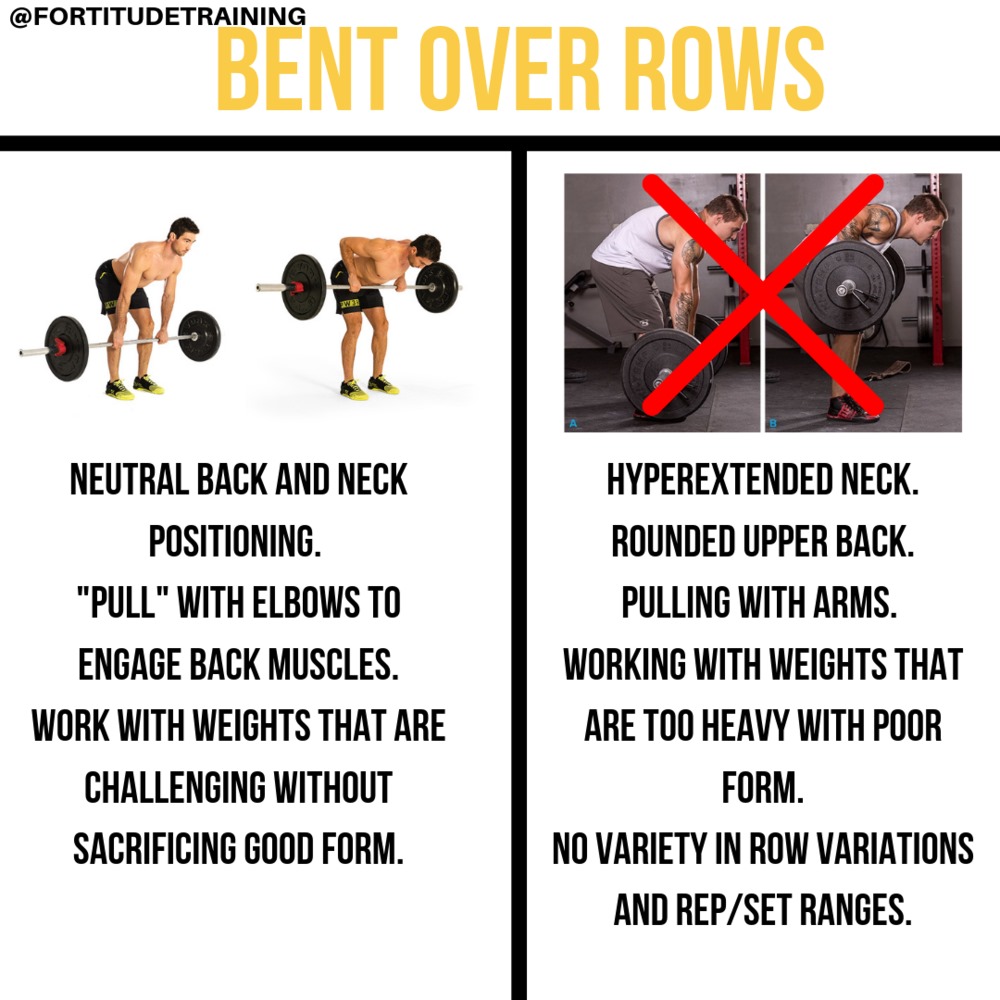 @FORTITUDETRAINING
BENT OVER ROWS
NEUTRAL BACK AND NECK
POSITIONING.
"PULL" WITH ELBOWS TO
ENGAGE BACK MUSCLES.
WORK WITH WEIGHTS THAT ARE
CHALLENGING WITHOUT
SACRIFICING GOOD FORM.
A
B
HYPEREXTENDED NECK.
ROUNDED UPPER BACK.
PULLING WITH ARMS.
WORKING WITH WEIGHTS THAT
ARE TOO HEAVY WITH POOR
FORM.
NO VARIETY IN ROW VARIATIONS
AND REP/SET RANGES.